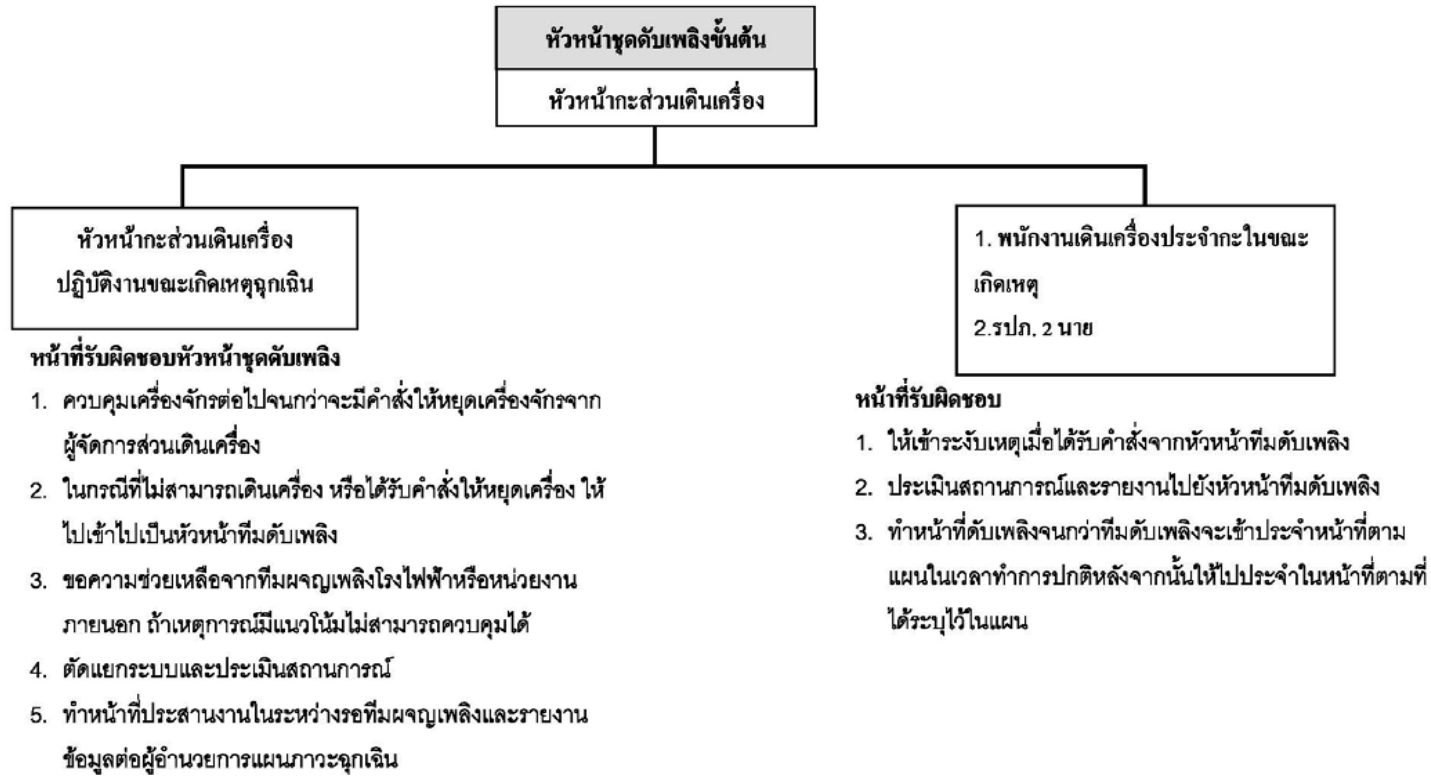 หัวหน้าชุดดับเพลิงขั้นต้น
หัวหน้ากะส่วนเดินเครื่อง
หัวหน้ากะส่วนเดินเครื่อง
ปฏิบัติงานขณะเกิดเหตุฉุกเฉิน
หน้าที่รับผิดชอบหัวหน้าชุดดับเพลิง
1. ควบคุมเครื่องจักรต่อไปจนกว่าจะมีคำสั่งให้หยุดเครื่องจักรจาก
ผู้จัดการส่วนเดินเครื่อง
2. ในกรณีที่ไม่สามารถเดินเครื่อง หรือได้รับคำสั่งให้หยุดเครื่อง ให้
ไปเข้าไปเป็นหัวหน้าทีมดับเพลิง
3. ขอความช่วยเหลือจากทีมผจญเพลิงโรงไฟฟ้าหรือหน่วยงาน
ภายนอก ถ้าเหตุการณ์มีแนวโน้มไม่สามารถควบคุมได้
4. ตัดแยกระบบและประเมินสถานการณ์
5. ทำหน้าที่ประสานงานในระหว่างรอทีมผจญเพลิงและรายงาน
ข้อมูลต่อผู้อำนวยการแผนภาวะฉุกเฉิน
1. พนักงานเดินเครื่องประจำกะในขณะ
เกิดเหตุ
2.รปภ. 2 นาย
หน้าที่รับผิดชอบ
1. ให้เข้าระงับเหตุเมื่อได้รับคำสั่งจากหัวหน้าทีมดับเพลิง
2. ประเมินสถานการณ์และรายงานไปยังหัวหน้าทีมดับเพลิง
3. ทำหน้าที่ดับเพลิงจนกว่าทีมดับเพลิงจะเข้าประจำหน้าที่ตาม
แผนในเวลาทำการปกติหลังจากนั้นให้ไปประจำในหน้าที่ตามที่
ได้ระบุไว้ในแผน